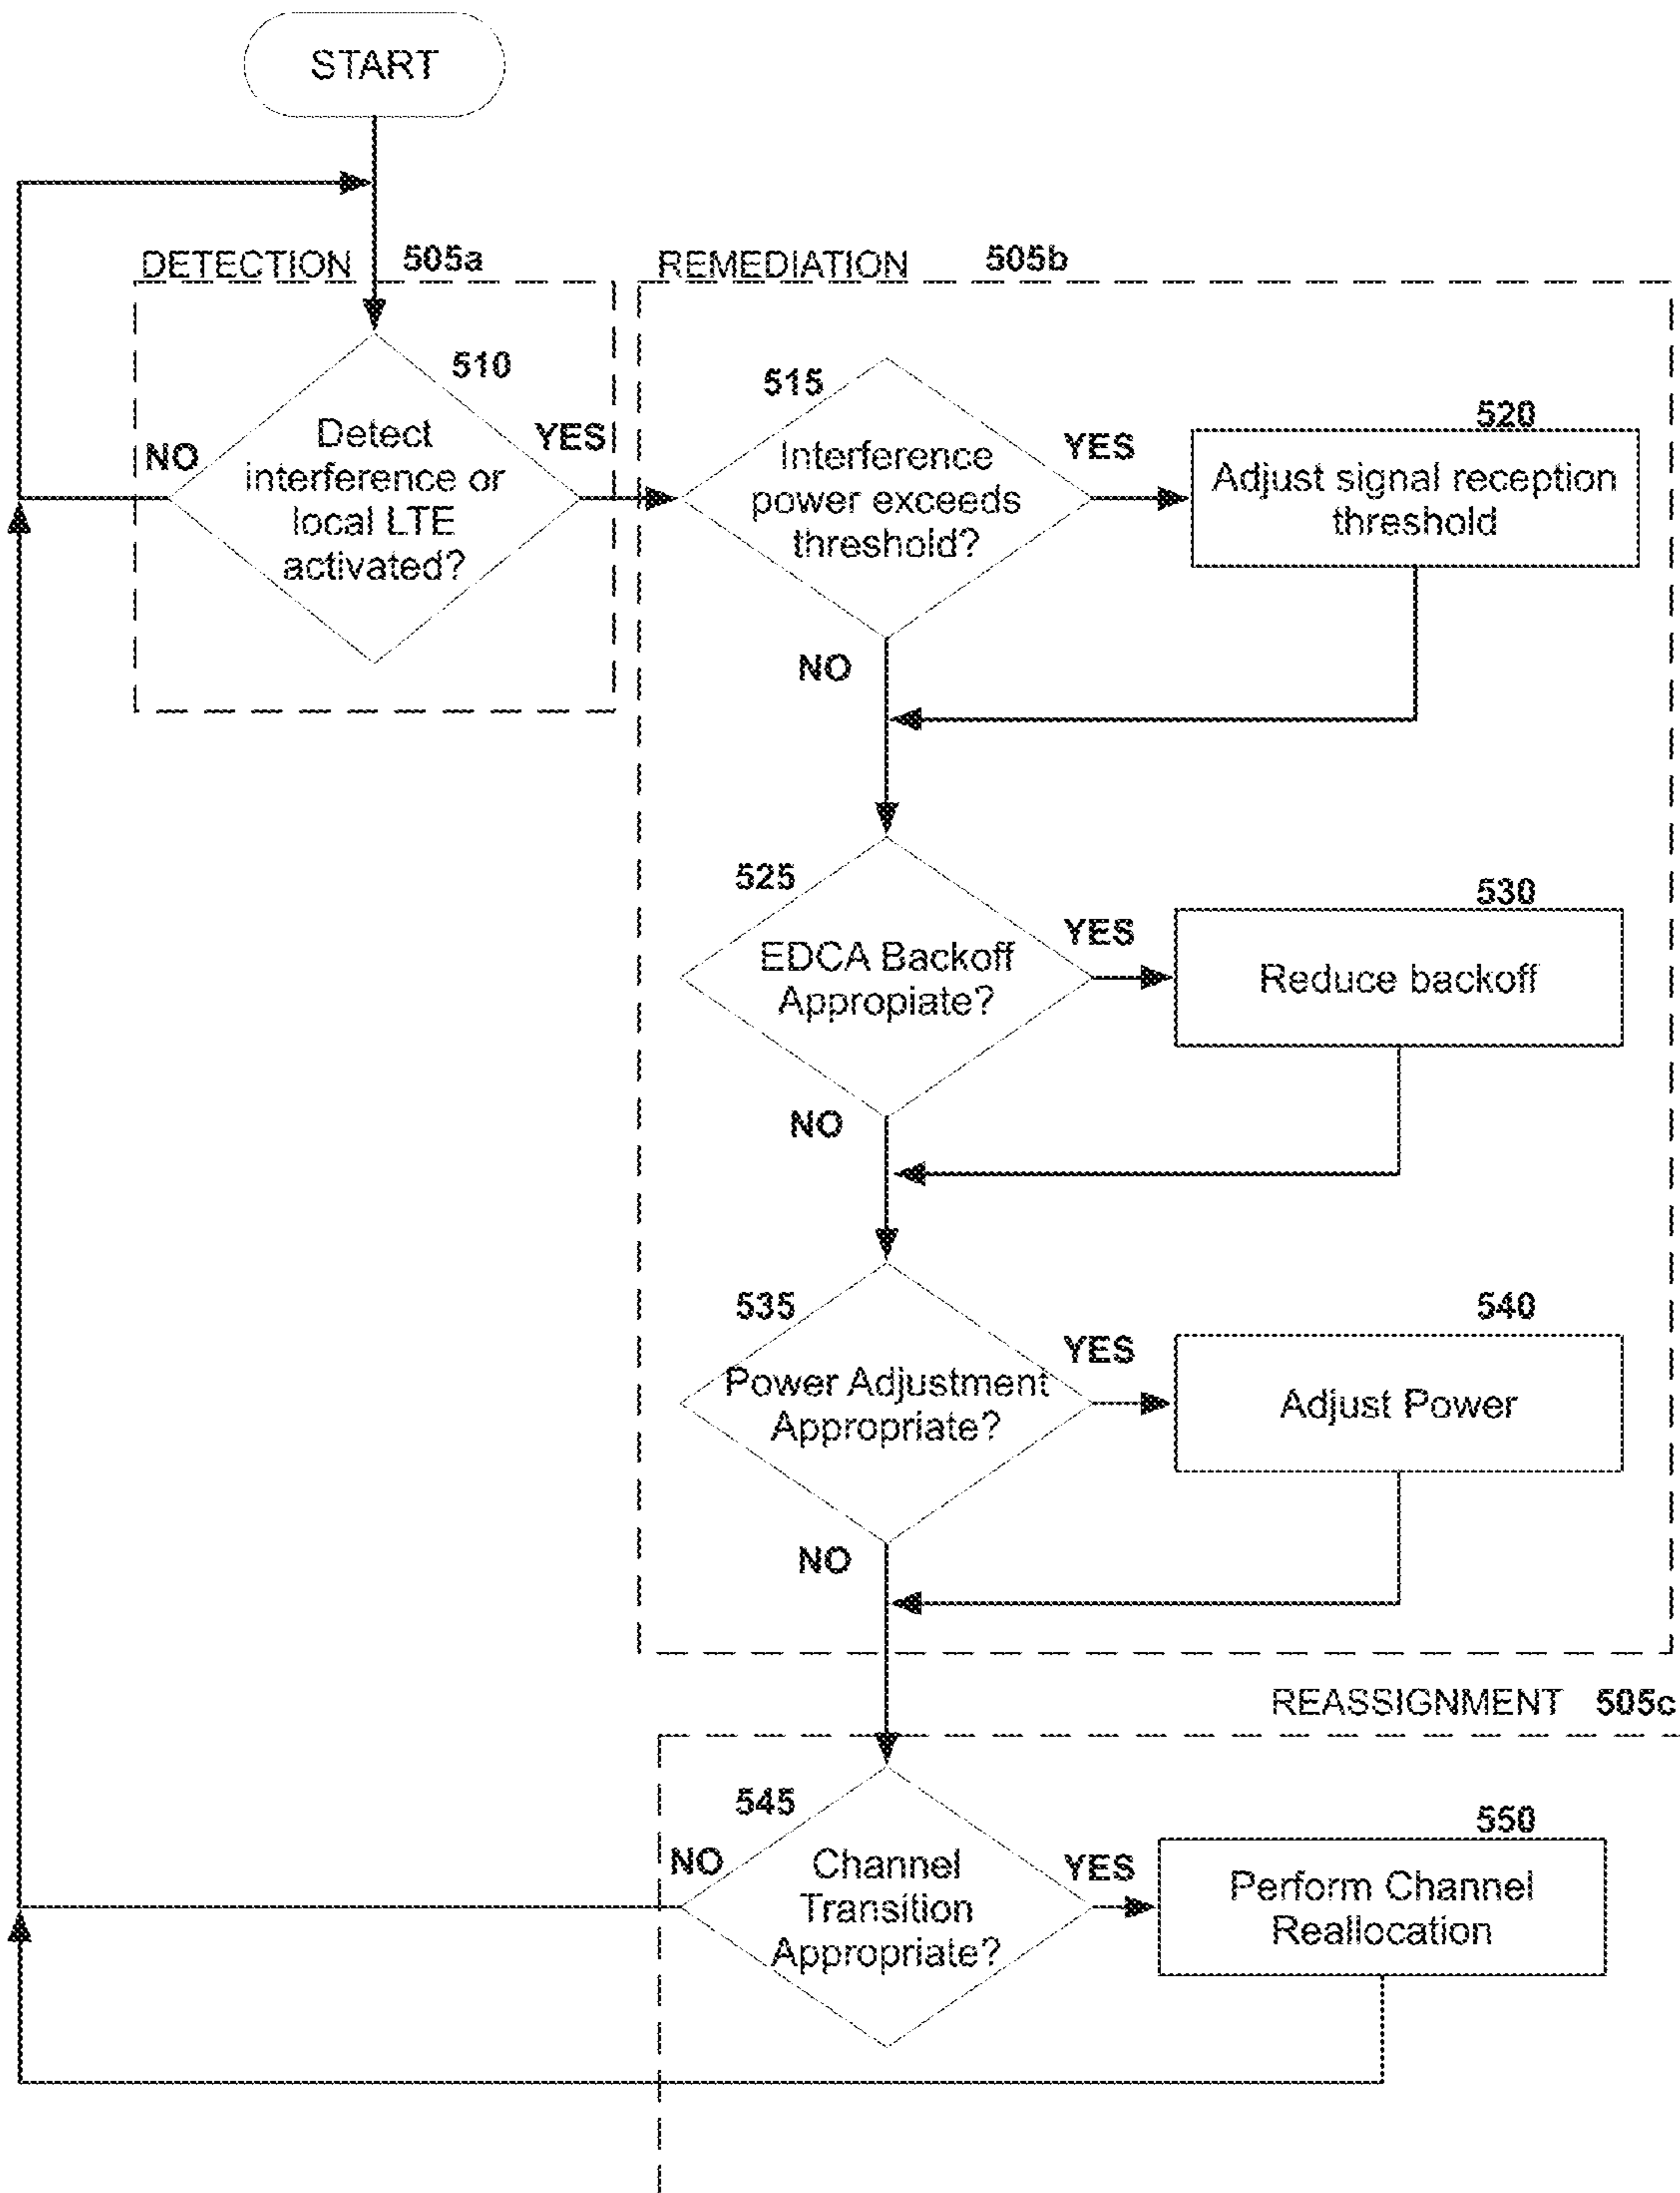 START
DETECTION 505a
REMEDIATION 505b
510
Detect
interference or
local LTE
activated?
NO
YES
515
Interference
power exceeds
threshold?
YES
NO
520
Adjust signal reception
threshold
525
EDCA Backoff
Appropiate?
YES
NO
530
Reduce backoff
535
Power Adjustment
Appropriate?
YES
NO
540
Adjust Power
REASSIGNMENT 505c
545
NO
Channel
Transition
Appropriate?
YES
550
Perform Channel
Reallocation